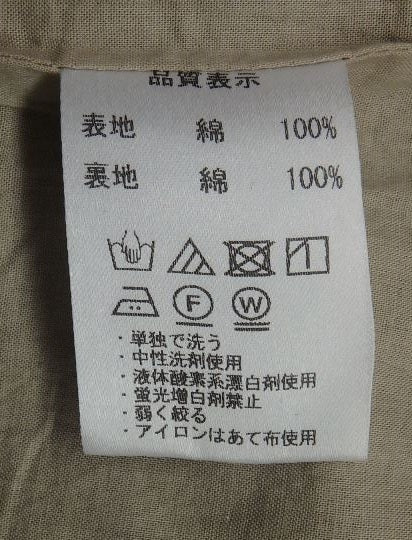 品質表示
表地 綿 100%
裏地 綿 100%
F W
・単独で洗う
・中性洗剤使用
・液体酸素系漂白剤使用
・蛍光増白剤禁止
・弱く絞る
・アイロンはあて布使用